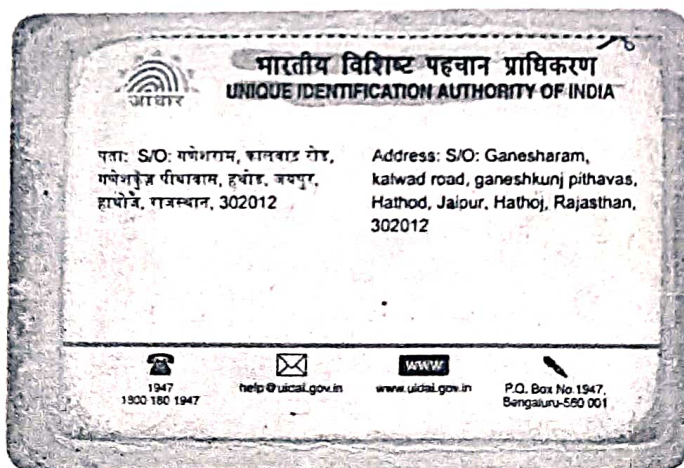 भारतीय विशिष्ट पहचान प्राधिकरण
UNIQUE IDENTIFICATION AUTHORITY OF INDIA
आधार
पता: S/O: गणेशराम, कालवाड रोड,
गणेशकुंज पीथावास, हथोड, जयपुर,
हाथोज, राजस्थान, 302012
Address: S/O: Ganesharam,
kalwad road, ganeshkunj pithavas,
Hathod, Jaipur, Hathoj, Rajasthan,
302012
1947
1800 180 1947
help@uidai.gov.in
www
www.uidai.gov.in
P.O. Box No.1947,
Bengaluru-560 001